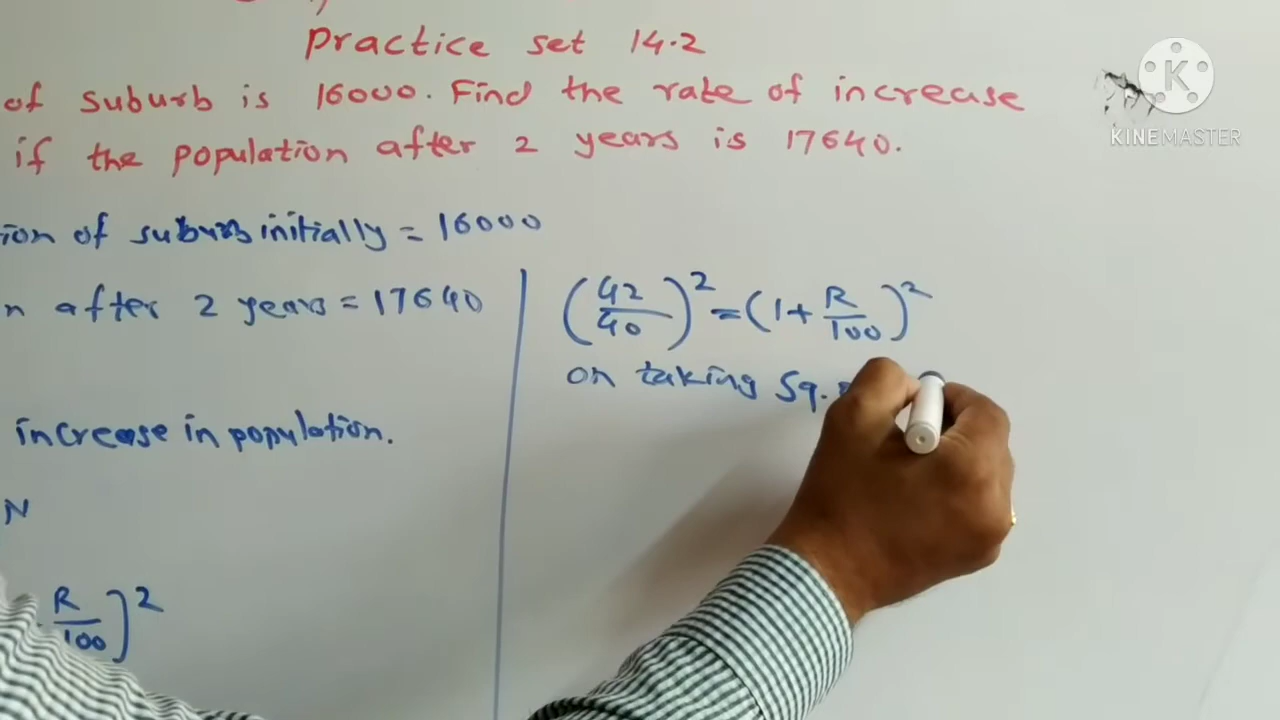 Practice set 14.2
of suburb is 16000. Find the rate of increase
if the population after 2 years is 17640.
ion of suburb initially = 16000
n after 2 years = 17640
increase in population.
N
R/100]²
(42/40)² = (1 + R/100)²
on taking Sq.
K
KINEMASTER